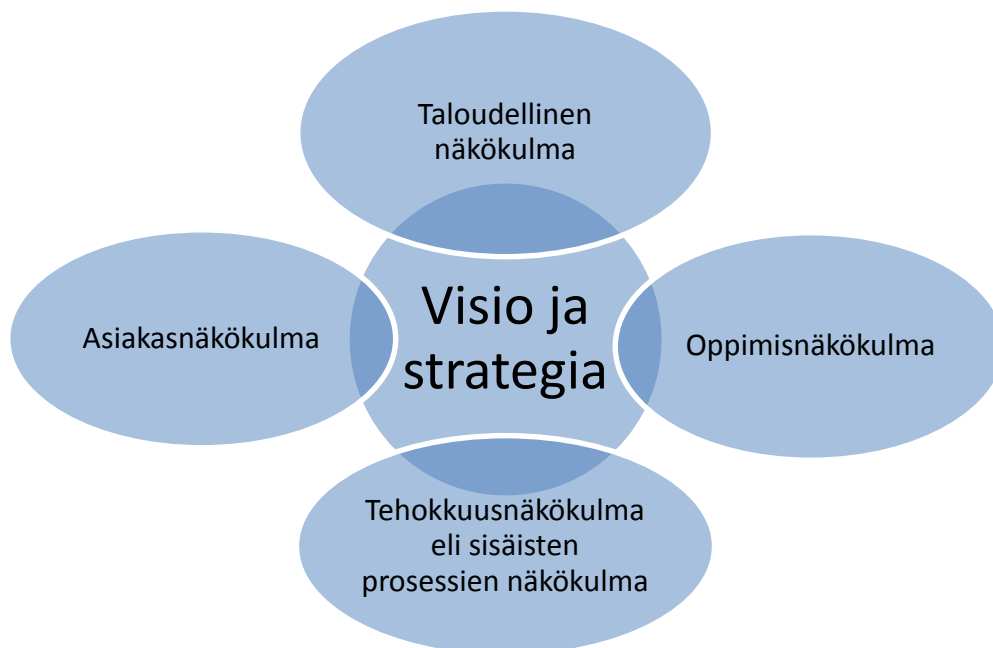 Taloudellinen
näkökulma
Asiakasnäkökulma
Visio ja
strategia
Oppimisnäkökulma
Tehokkuusnäkökulma
eli sisäisten
prosessien näkökulma